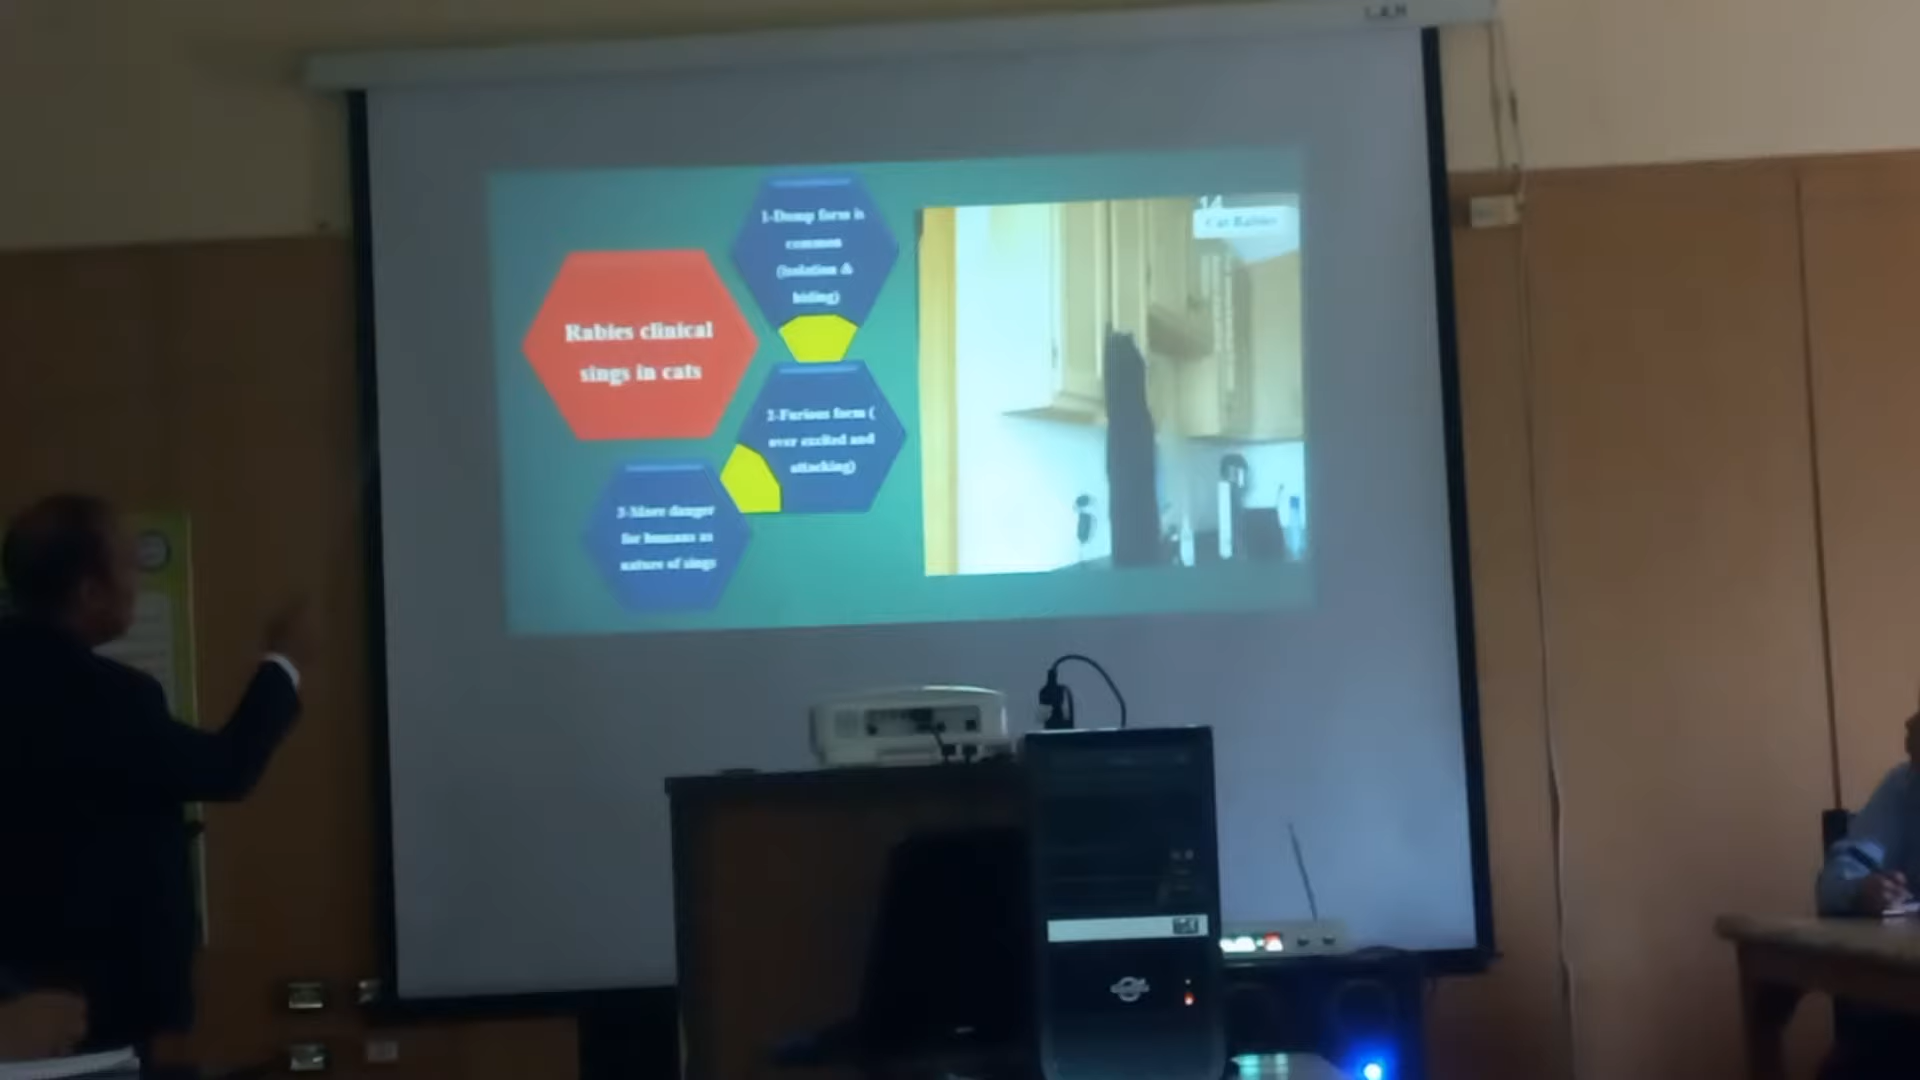 Rabies clinical
sings in cats
1-Dump form is
common
(isolation &
hiding)
2-Furious form (
over excited and
attacking)
3-More danger
for humans as
nature of sings
14
Cat Rabies